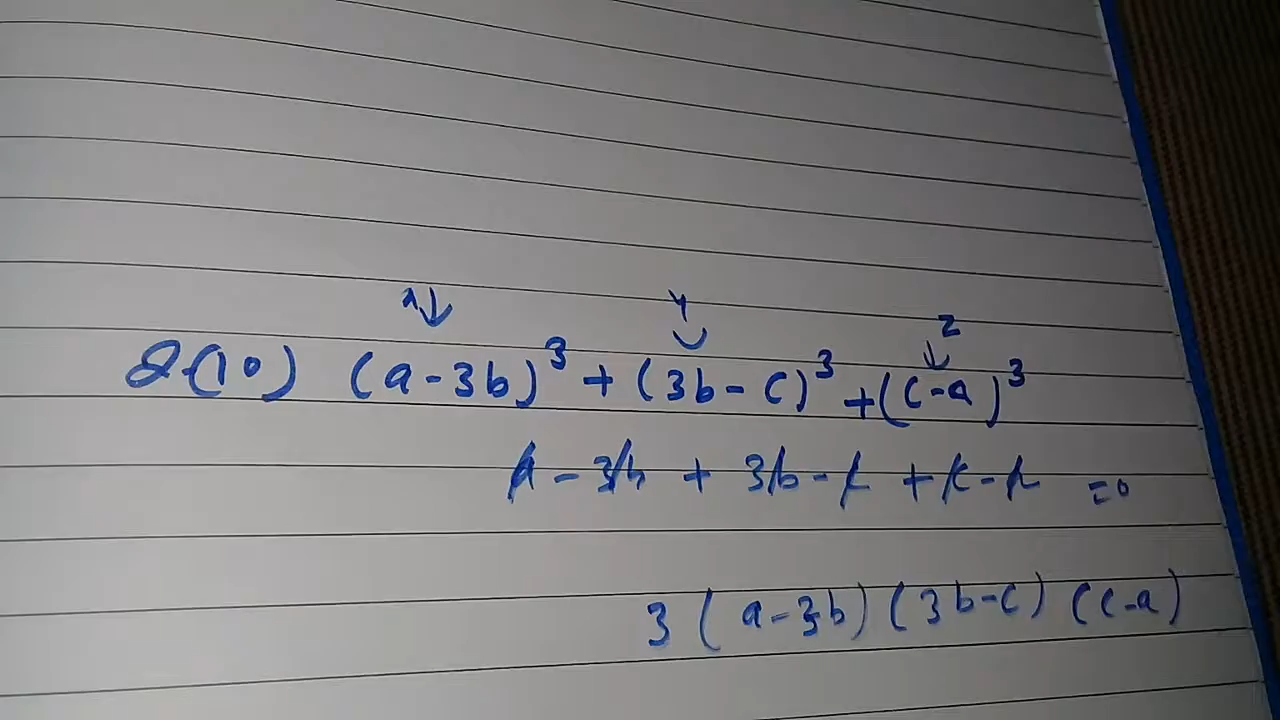 x y z
Q.(10) (a-3b)³ + (3b-c)³ + (c-a)³
a - 3b + 3b - c + c - a = 0
3 (a-3b) (3b-c) (c-a)